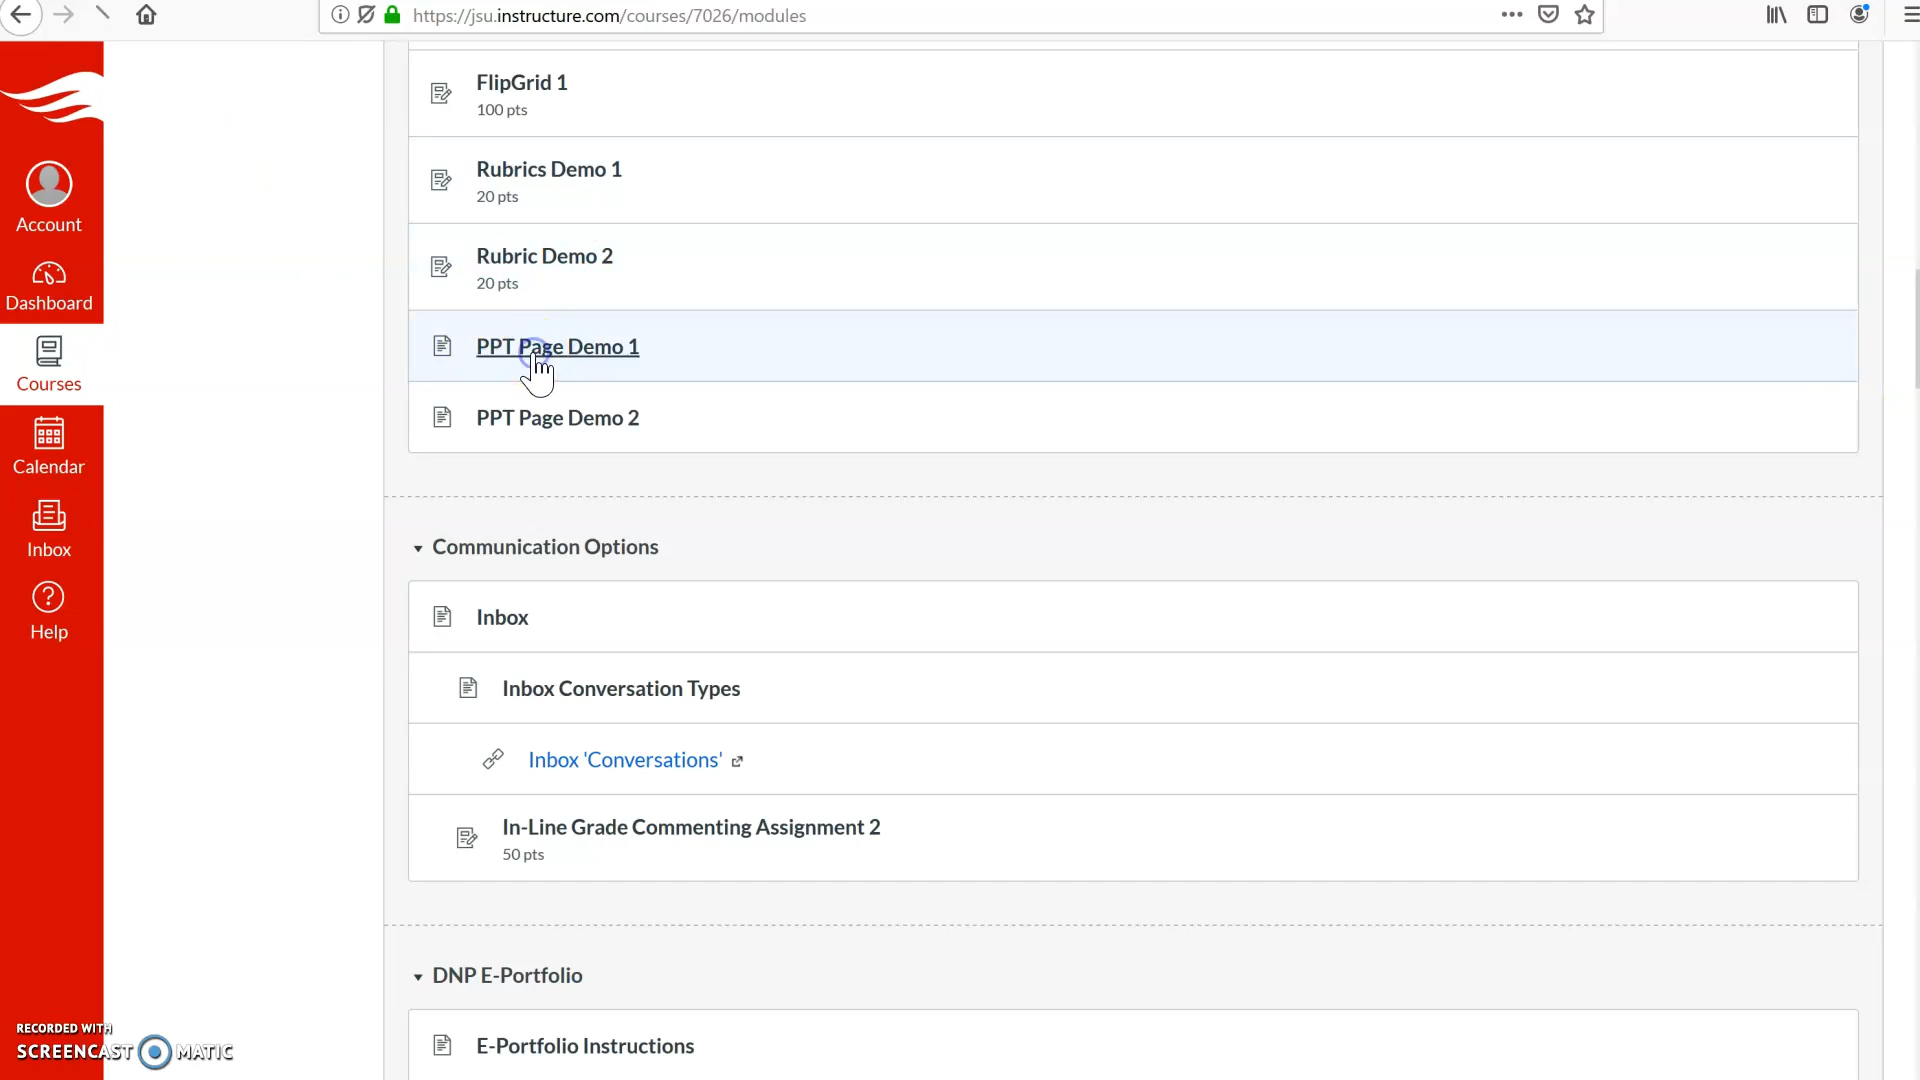 https://jsu.instructure.com/courses/7026/modules
Account
Dashboard
Courses
Calendar
Inbox
Help
FlipGrid 1
100 pts
Rubrics Demo 1
20 pts
Rubric Demo 2
20 pts
PPT Page Demo 1
PPT Page Demo 2
Communication Options
Inbox
Inbox Conversation Types
Inbox 'Conversations'
In-Line Grade Commenting Assignment 2
50 pts
DNP E-Portfolio
E-Portfolio Instructions
RECORDED WITH
SCREENCAST MATIC